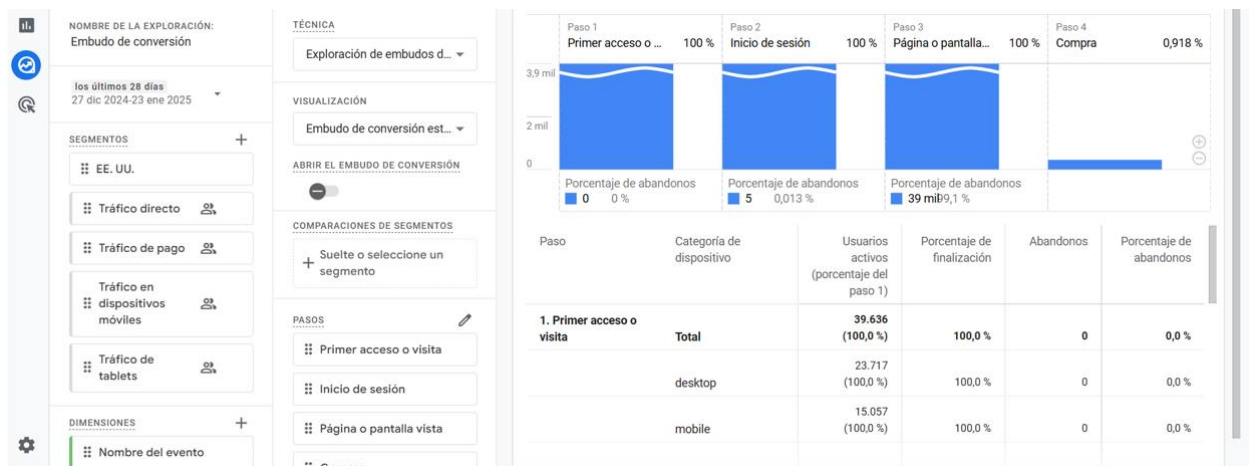 NOMBRE DE LA EXPLORACIÓN:
Embudo de conversión
los últimos 28 días
27 dic 2024-23 ene 2025
SEGMENTOS
EE. UU.
Tráfico directo
Tráfico de pago
Tráfico en
dispositivos
móviles
Tráfico de
tablets
DIMENSIONES
Nombre del evento
TÉCNICA
Exploración de embudos d...
VISUALIZACIÓN
Embudo de conversión est...
ABRIR EL EMBUDO DE CONVERSIÓN
COMPARACIONES DE SEGMENTOS
Suelte o seleccione un
segmento
PASOS
Primer acceso o visita
Inicio de sesión
Página o pantalla vista
Paso 1 Paso 2 Paso 3 Paso 4
Primer acceso o ... 100 % Inicio de sesión 100 % Página o pantalla... 100 % Compra 0,918 %
3,9 mil
2 mil
0
Porcentaje de abandonos Porcentaje de abandonos Porcentaje de abandonos
0 0 % 5 0,013 % 39 mil 99,1 %
Paso Categoría de Usuarios Porcentaje de Abandonos Porcentaje de
dispositivo activos finalización abandonos
(porcentaje del
paso 1)
1. Primer acceso o 39.636
visita Total (100,0 %) 100,0 % 0 0,0 %
23.717
desktop (100,0 %) 100,0 % 0 0,0 %
15.057
mobile (100,0 %) 100,0 % 0 0,0 %